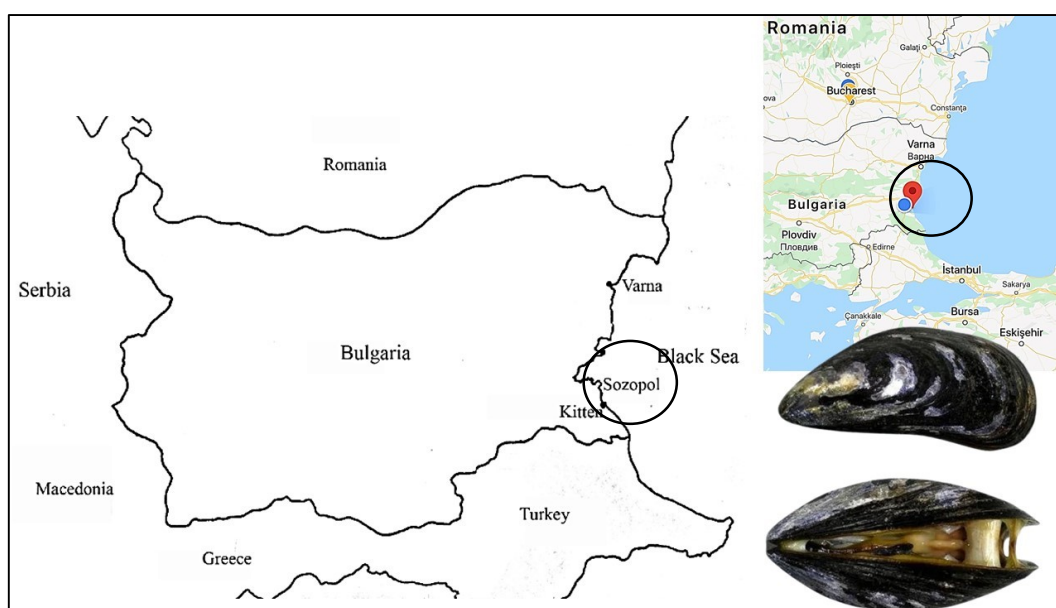 Romania
Serbia
Varna
Bulgaria
Black Sea
Sozopol
Kitten
Macedonia
Turkey
Greece
Romania
Galați
Ploiești
Bucharest
ova
Constanța
Varna
Варна
Bulgaria
Plovdiv
Пловдив
Edirne
İstanbul
Sakarya
Çanakkale
Bursa
Eskişehir